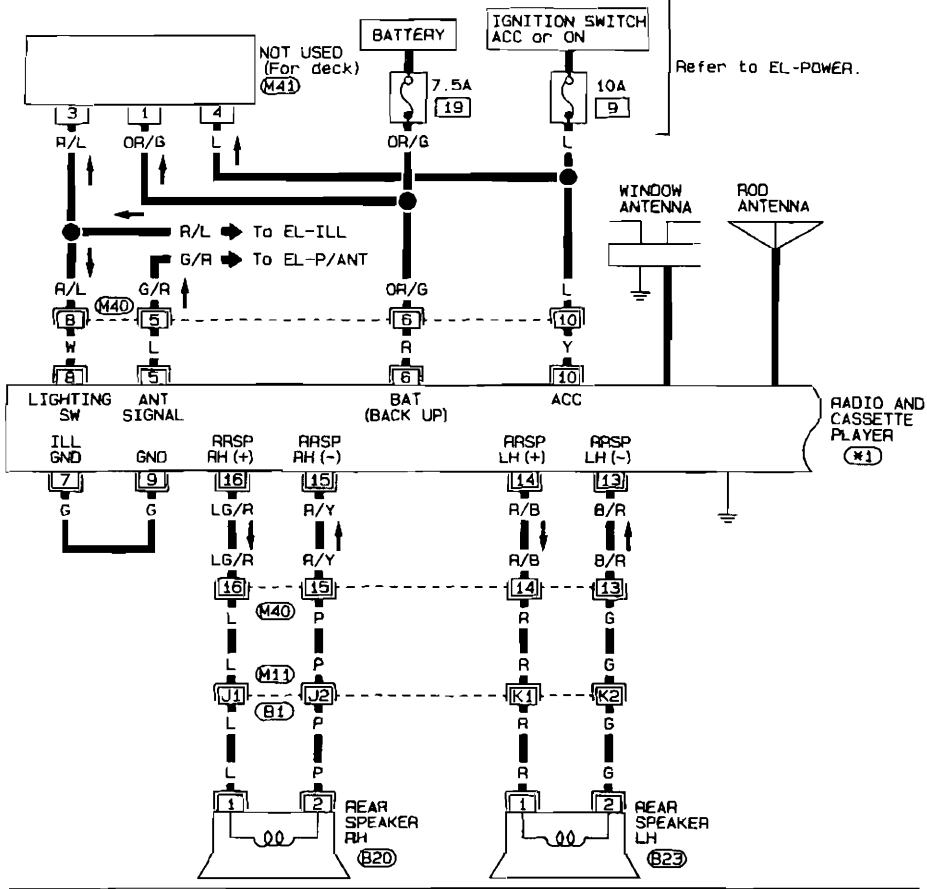 BATTERY
IGNITION SWITCH
ACC or ON
NOT USED
(For deck)
M41
Refer to EL-POWER.
7.5A
19
10A
9
3
1
4
R/L
OR/G
L
OR/G
L
WINDOW
ANTENNA
ROD
ANTENNA
R/L
To EL-ILL
G/R
To EL-P/ANT
R/L
G/R
OR/G
L
M40
8
5
6
10
W
L
R
Y
8
5
6
10
LIGHTING
SW
ANT
SIGNAL
BAT
(BACK UP)
ACC
RADIO AND
CASSETTE
PLAYER
*1
ILL
GND
GND
RRSP
RH (+)
RRSP
RH (-)
RRSP
LH (+)
RRSP
LH (-)
7
9
16
15
14
13
G
G
LG/R
R/Y
R/B
B/R
LG/R
R/Y
R/B
B/R
16
15
14
13
M40
L
P
R
G
L
P
R
G
M11
J1
J2
K1
K2
B1
L
P
R
G
L
P
R
G
1
2
REAR
SPEAKER
RH
B20
1
2
REAR
SPEAKER
LH
B23